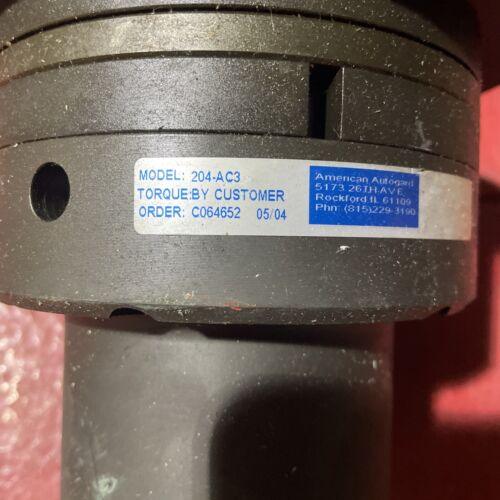 MODEL: 204-AC3
TORQUE:BY CUSTOMER
ORDER: C064652 05/04
American Autogard
5173 26TH AVE
Rockford IL 61109
Phn: (815)229-3190